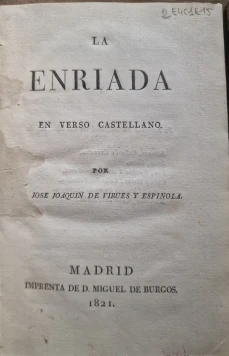 LA
ENRIADA
EN VERSO CASTELLANO.
POR
JOSE JOAQUIN DE VIRUES Y ESPINOLA.
MADRID
IMPRENTA DE D. MIGUEL DE BURGOS.
1821.